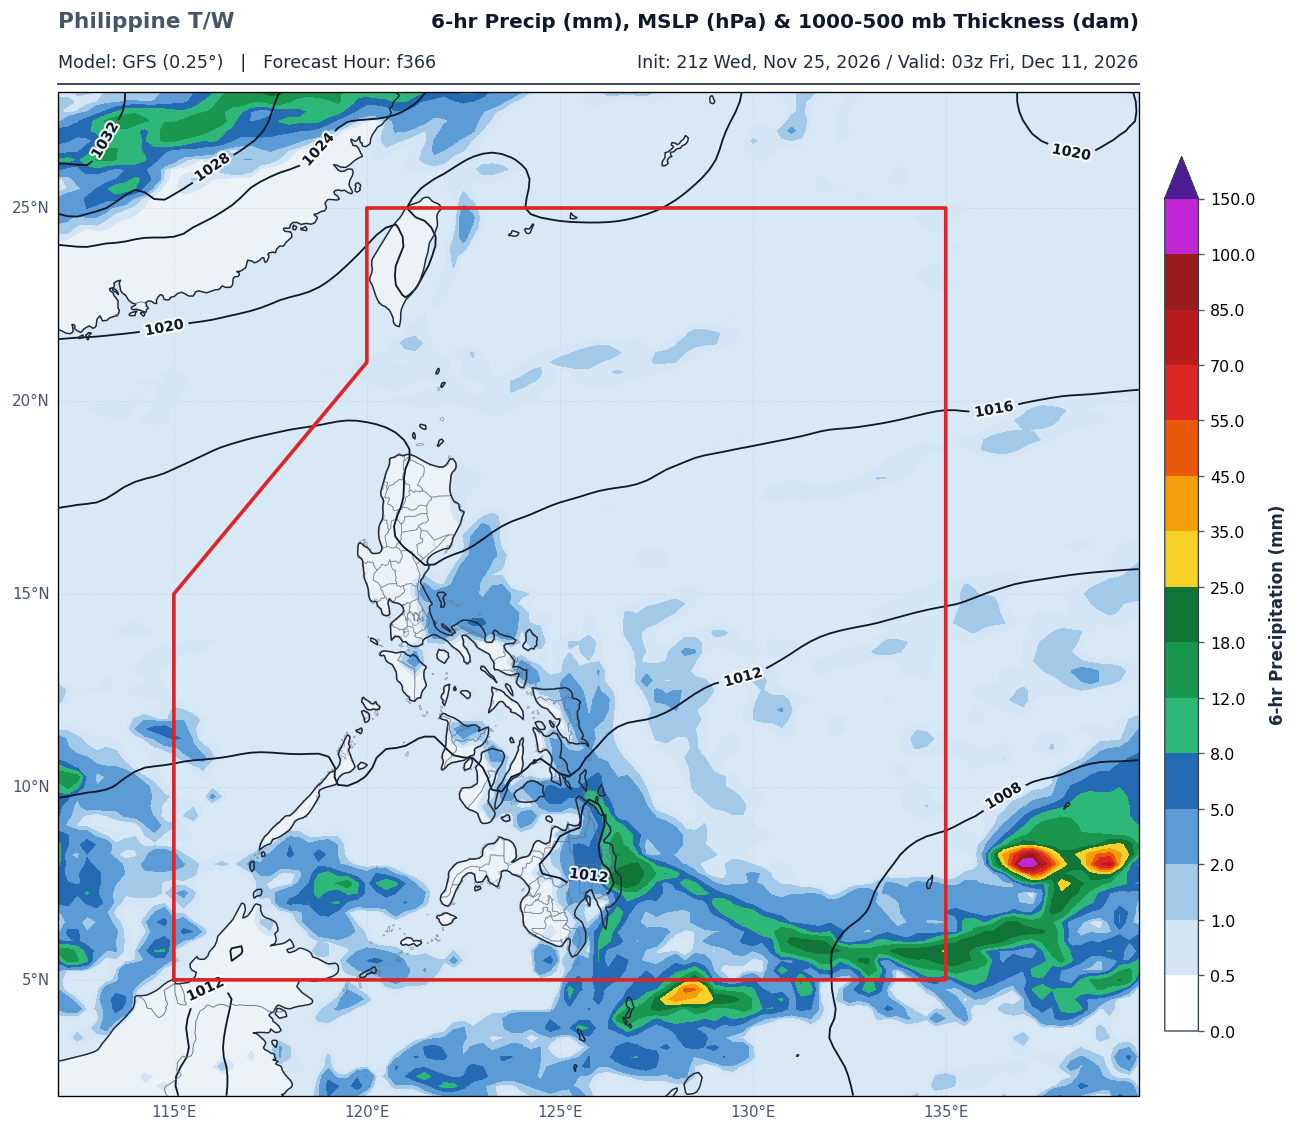 Philippine T/W
6-hr Precip (mm), MSLP (hPa) & 1000-500 mb Thickness (dam)
Model: GFS (0.25°) | Forecast Hour: f366
Init: 21z Wed, Nov 25, 2026 / Valid: 03z Fri, Dec 11, 2026
1032
1028
1024
1020
1020
1016
1012
1008
1012
1012
25°N
20°N
15°N
10°N
5°N
115°E
120°E
125°E
130°E
135°E
150.0
100.0
85.0
70.0
55.0
45.0
35.0
25.0
18.0
12.0
8.0
5.0
2.0
1.0
0.5
0.0
6-hr Precipitation (mm)